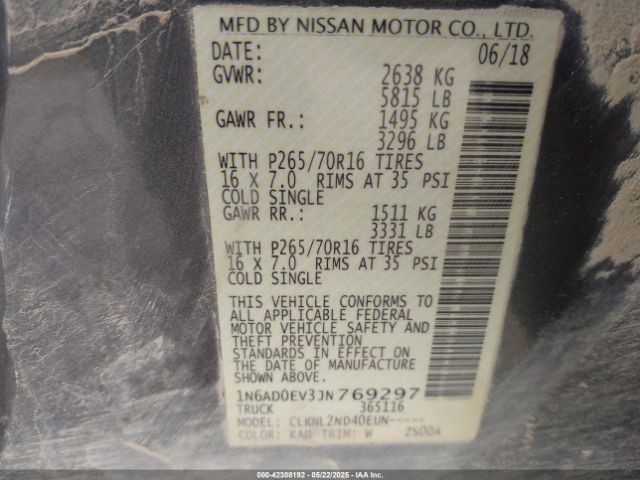 MFD BY NISSAN MOTOR CO., LTD.
DATE: 06/18
GVWR: 2638 KG
5815 LB
GAWR FR.: 1495 KG
3296 LB
WITH P265/70R16 TIRES
16 X 7.0 RIMS AT 35 PSI
COLD SINGLE
GAWR RR.: 1511 KG
3331 LB
WITH P265/70R16 TIRES
16 X 7.0 RIMS AT 35 PSI
COLD SINGLE
THIS VEHICLE CONFORMS TO
ALL APPLICABLE FEDERAL
MOTOR VEHICLE SAFETY AND
THEFT PREVENTION
STANDARDS IN EFFECT ON
THE DATE OF MANUFACTURE
SHOWN ABOVE.
1N6AD0EV3JN769297
TRUCK 365116
MODEL: CLKNL2ND40EUN-----
COLOR: KAD TRIM: W ZS00A
000-42308192 - 05/22/2025 - IAAI.com